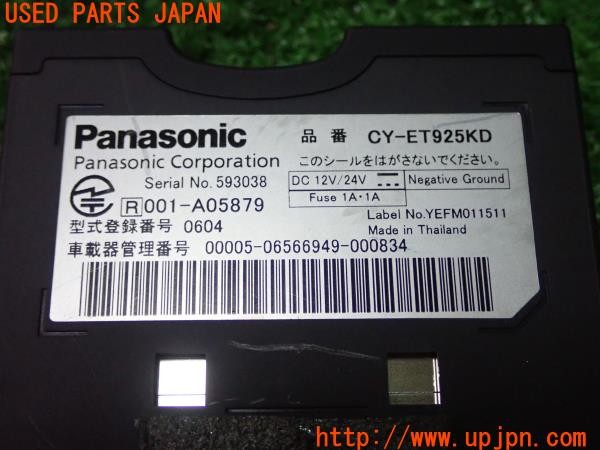 USED PARTS JAPAN
Panasonic 品番 CY-ET925KD
Panasonic Corporation このシールをはがさないでください。
Serial No. 593038 DC 12V/24V Negative Ground
Fuse 1A・1A
R 001-A05879 Label No.YEFM011511
型式登録番号 0604 Made in Thailand
車載器管理番号 00005-06566949-000834
http://www.upjpn.com